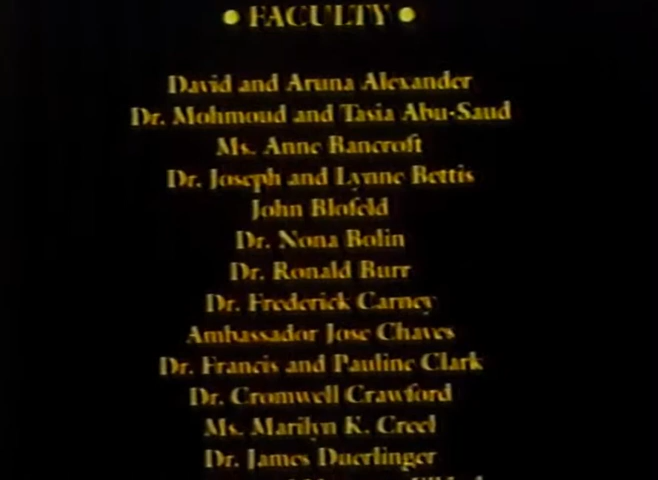 • FACULTY •
David and Aruna Alexander
Dr. Mohmoud and Tasia Abu-Saud
Ms. Anne Bancroft
Dr. Joseph and Lynne Bettis
John Blofeld
Dr. Nona Bolin
Dr. Ronald Burr
Dr. Frederick Carney
Ambassador Jose Chaves
Dr. Francis and Pauline Clark
Dr. Cromwell Crawford
Ms. Marilyn K. Creel
Dr. James Duerlinger